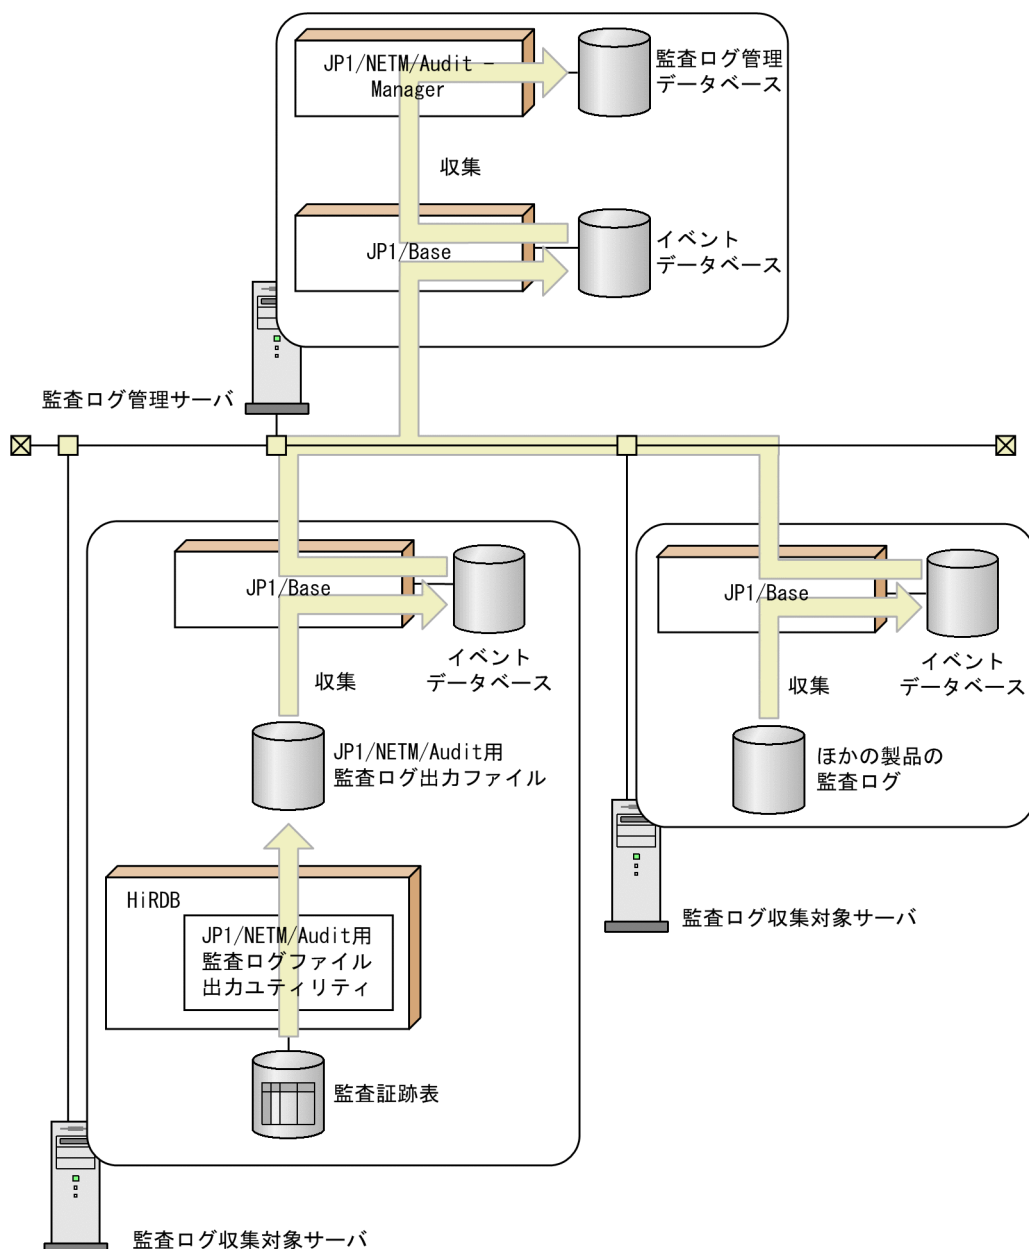 JP1/NETM/Audit -
Manager
監査ログ管理
データベース
収集
JP1/Base
イベント
データベース
監査ログ管理サーバ
JP1/Base
イベント
データベース
収集
JP1/NETM/Audit用
監査ログ出力ファイル
HiRDB
JP1/NETM/Audit用
監査ログファイル
出力ユティリティ
監査証跡表
監査ログ収集対象サーバ
JP1/Base
イベント
データベース
収集
ほかの製品の
監査ログ
監査ログ収集対象サーバ